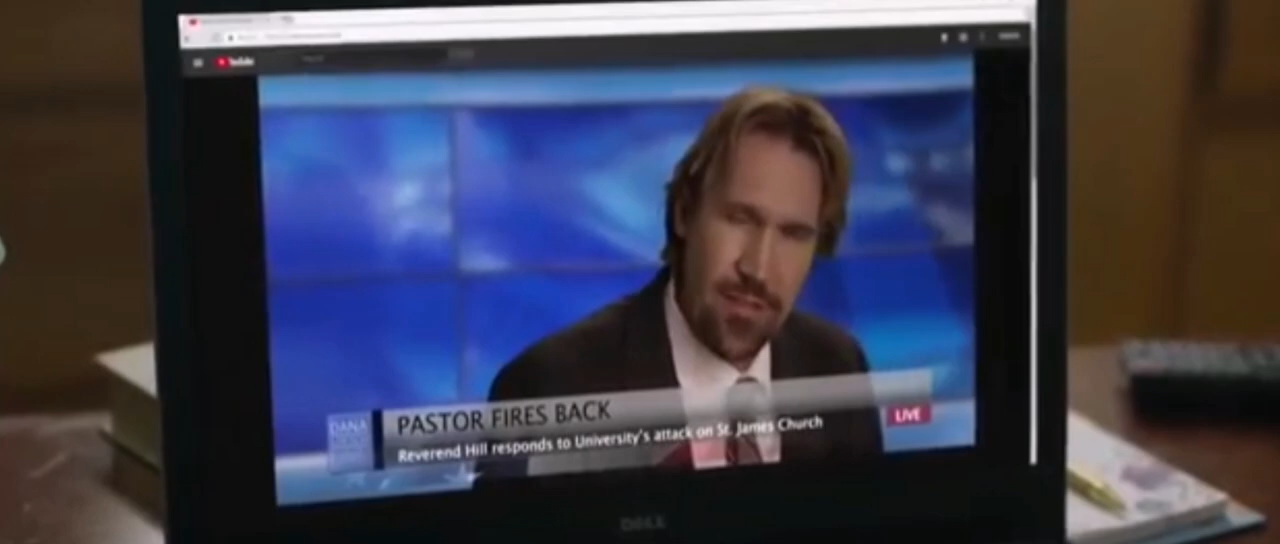 YouTube
DANA
PASTOR FIRES BACK
Reverend Hill responds to University's attack on St. James Church
LIVE
DELL